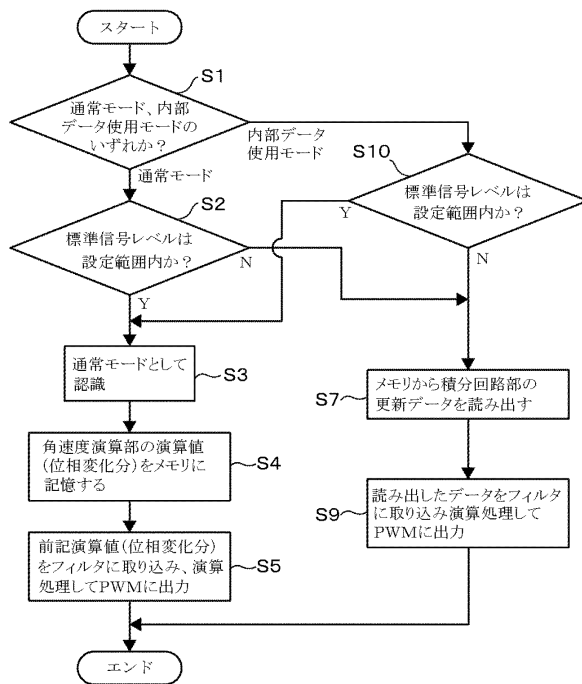 スタート
S1
通常モード、内部
データ使用モードの
いずれか?
内部データ
使用モード
通常モード
S10
標準信号レベルは
設定範囲内か?
Y
N
S2
標準信号レベルは
設定範囲内か?
N
Y
通常モードとして
認識
S3
メモリから積分回路部の
更新データを読み出す
S7
角速度演算部の演算値
(位相変化分)をメモリに
記憶する
S4
読み出したデータをフィルタ
に取り込み演算処理して
PWMに出力
S9
前記演算値(位相変化分)
をフィルタに取り込み、演算
処理してPWMに出力
S5
エンド